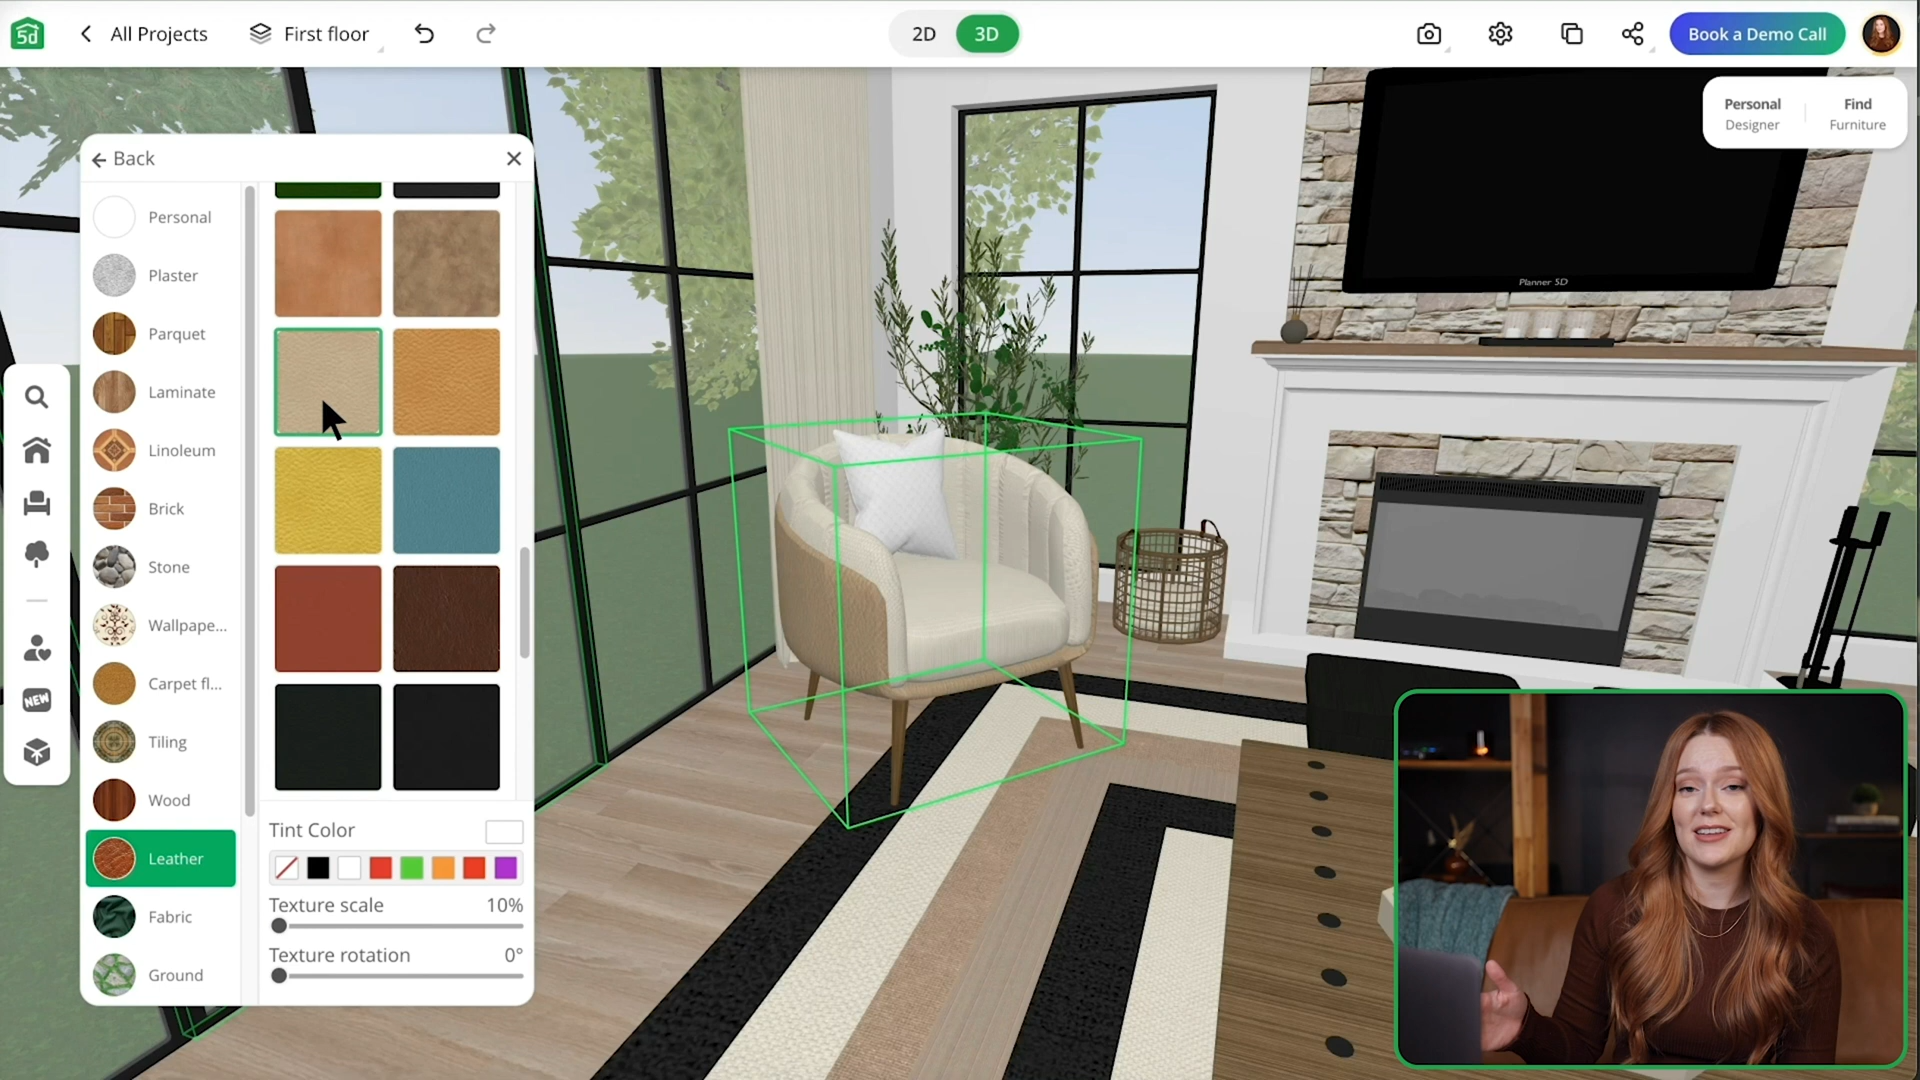 5d
All Projects
First floor
2D
3D
Book a Demo Call
Personal
Designer
Find
Furniture
Back
Personal
Plaster
Parquet
Laminate
Linoleum
Brick
Stone
Wallpape...
Carpet fl...
Tiling
Wood
Leather
Fabric
Ground
NEW
Tint Color
Texture scale
10%
Texture rotation
0°
Planner 5D